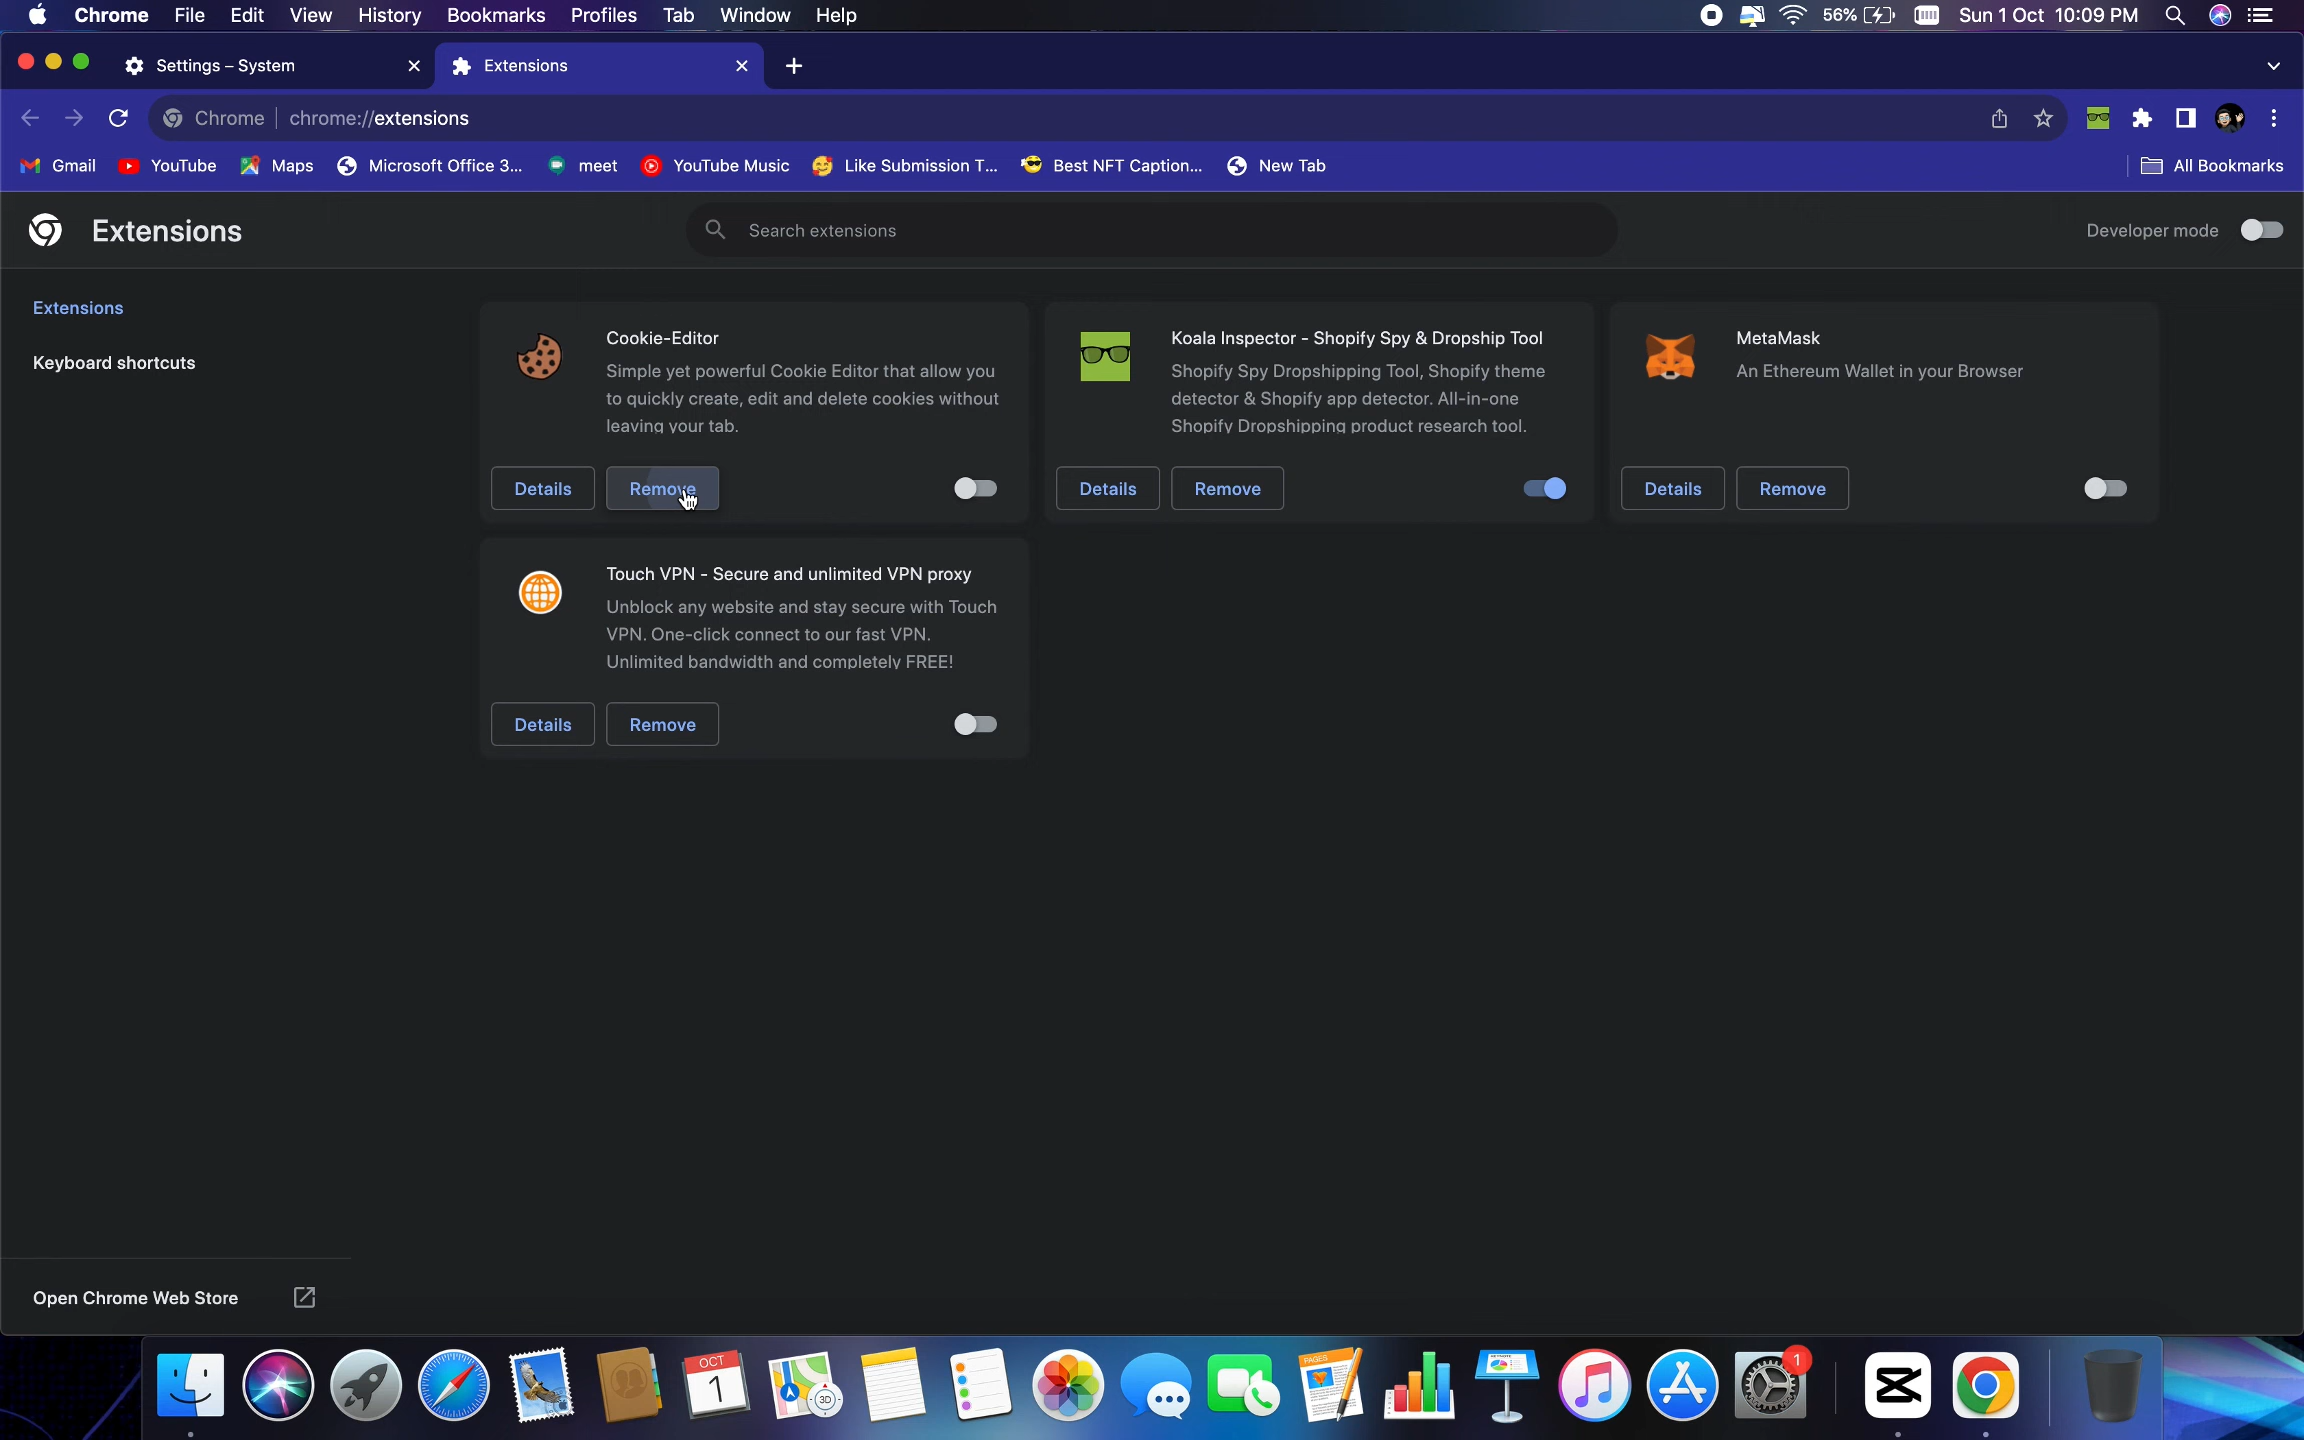 Chrome File Edit View History Bookmarks Profiles Tab Window Help 56% Sun 1 Oct 10:09 PM
Settings – System Extensions
Chrome chrome://extensions
Gmail YouTube Maps Microsoft Office 3... meet YouTube Music Like Submission T... Best NFT Caption... New Tab All Bookmarks
Extensions Search extensions Developer mode
Extensions
Keyboard shortcuts
Cookie-Editor
Simple yet powerful Cookie Editor that allow you
to quickly create, edit and delete cookies without
leaving your tab.
Details Remove
Koala Inspector - Shopify Spy & Dropship Tool
Shopify Spy Dropshipping Tool, Shopify theme
detector & Shopify app detector. All-in-one
Shopify Dropshipping product research tool.
Details Remove
MetaMask
An Ethereum Wallet in your Browser
Details Remove
Touch VPN - Secure and unlimited VPN proxy
Unblock any website and stay secure with Touch
VPN. One-click connect to our fast VPN.
Unlimited bandwidth and completely FREE!
Details Remove
Open Chrome Web Store
OCT
1
3D
PAGES
KEYNOTE
1